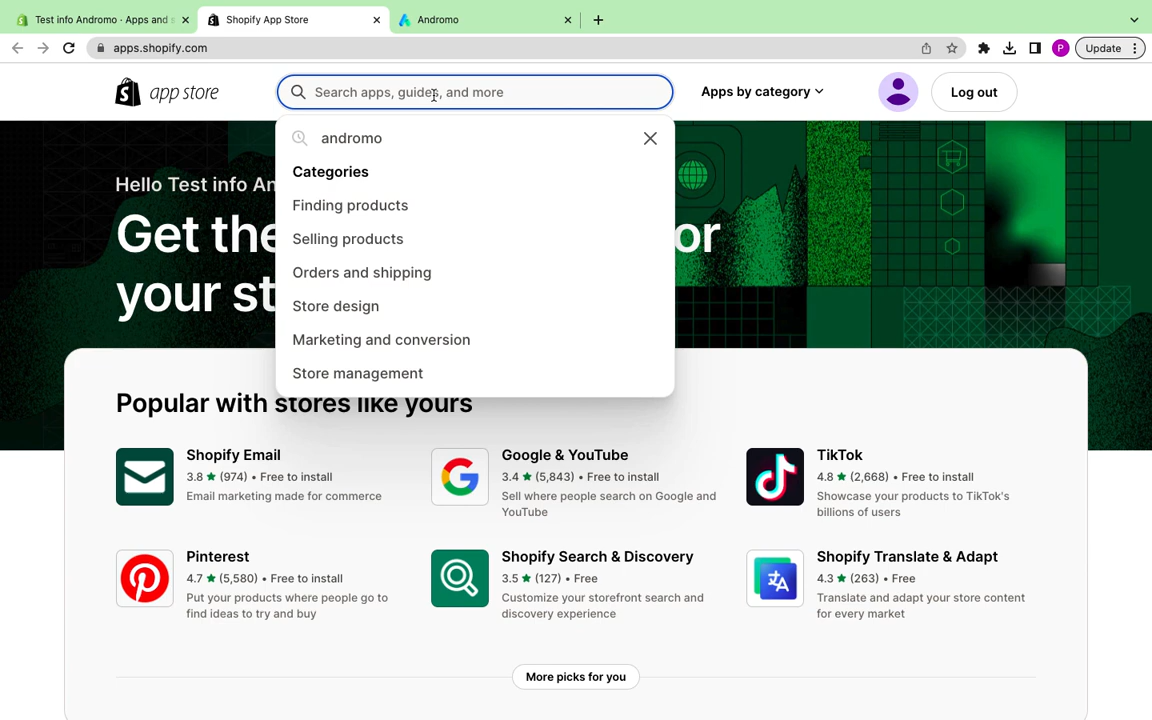 Test info Andromo · Apps and s
Shopify App Store
Andromo
apps.shopify.com
P
Update
app store
Search apps, guides, and more
Apps by category
Log out
andromo
Categories
Finding products
Selling products
Orders and shipping
Store design
Marketing and conversion
Store management
Hello Test info An
Get the
or
your st
Popular with stores like yours
Shopify Email
3.8 ★ (974) • Free to install
Email marketing made for commerce
Google & YouTube
3.4 ★ (5,843) • Free to install
Sell where people search on Google and
YouTube
TikTok
4.8 ★ (2,668) • Free to install
Showcase your products to TikTok's
billions of users
Pinterest
4.7 ★ (5,580) • Free to install
Put your products where people go to
find ideas to try and buy
Shopify Search & Discovery
3.5 ★ (127) • Free
Customize your storefront search and
discovery experience
Shopify Translate & Adapt
4.3 ★ (263) • Free
Translate and adapt your store content
for every market
More picks for you